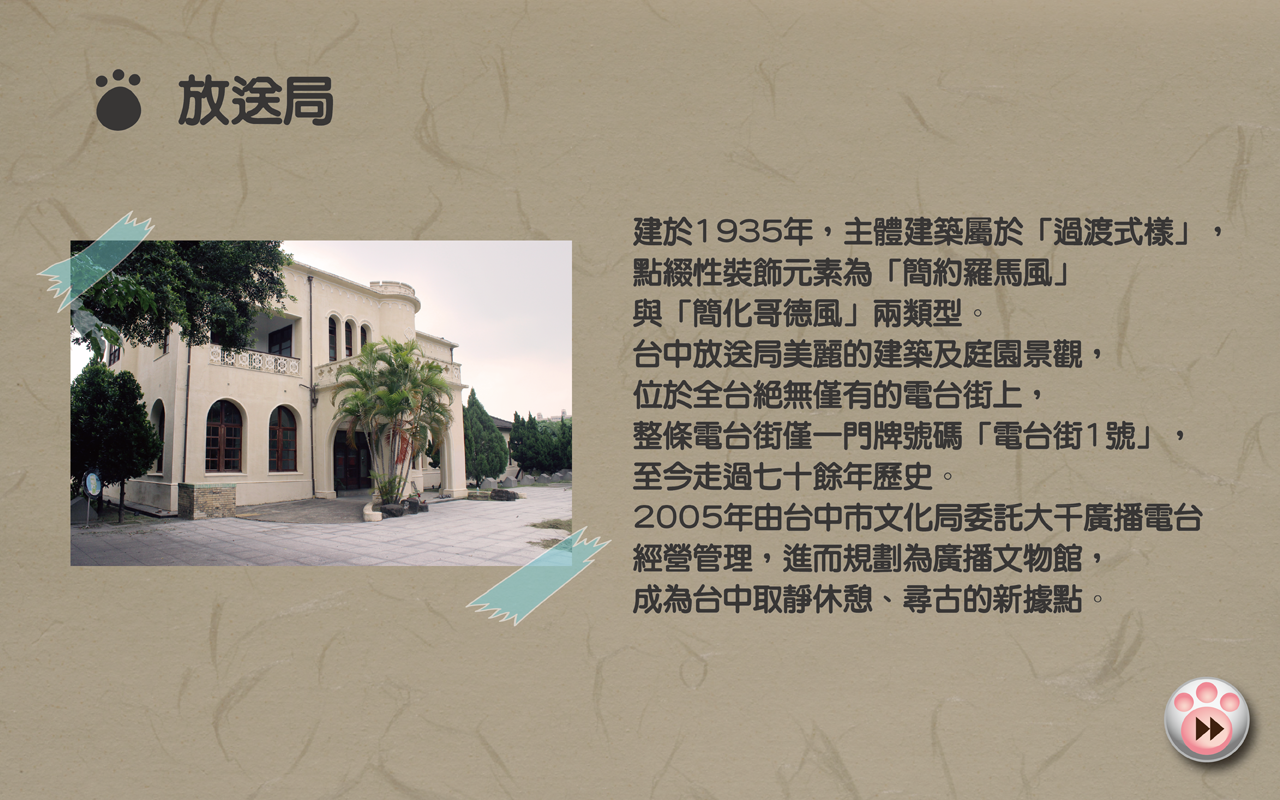 放送局
建於1935年，主體建築屬於「過渡式樣」，
點綴性裝飾元素為「簡約羅馬風」
與「簡化哥德風」兩類型。
台中放送局美麗的建築及庭園景觀，
位於全台絕無僅有的電台街上，
整條電台街僅一門牌號碼「電台街1號」，
至今走過七十餘年歷史。
2005年由台中市文化局委託大千廣播電台
經營管理，進而規劃為廣播文物館，
成為台中取靜休憩、尋古的新據點。